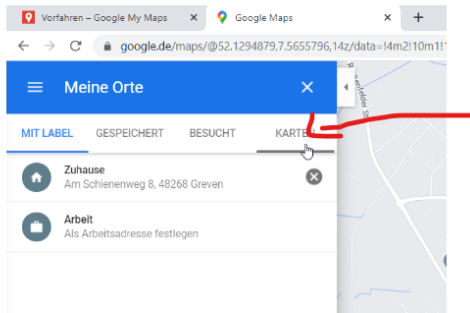 Vorfahren – Google My Maps
Google Maps
google.de/maps/@52.1294879,7.5655796,14z/data=!4m2!10m1!1
Meine Orte
MIT LABEL GESPEICHERT BESUCHT KARTEN
Zuhause
Am Schienenweg 8, 48268 Greven
Arbeit
Als Arbeitsadresse festlegen